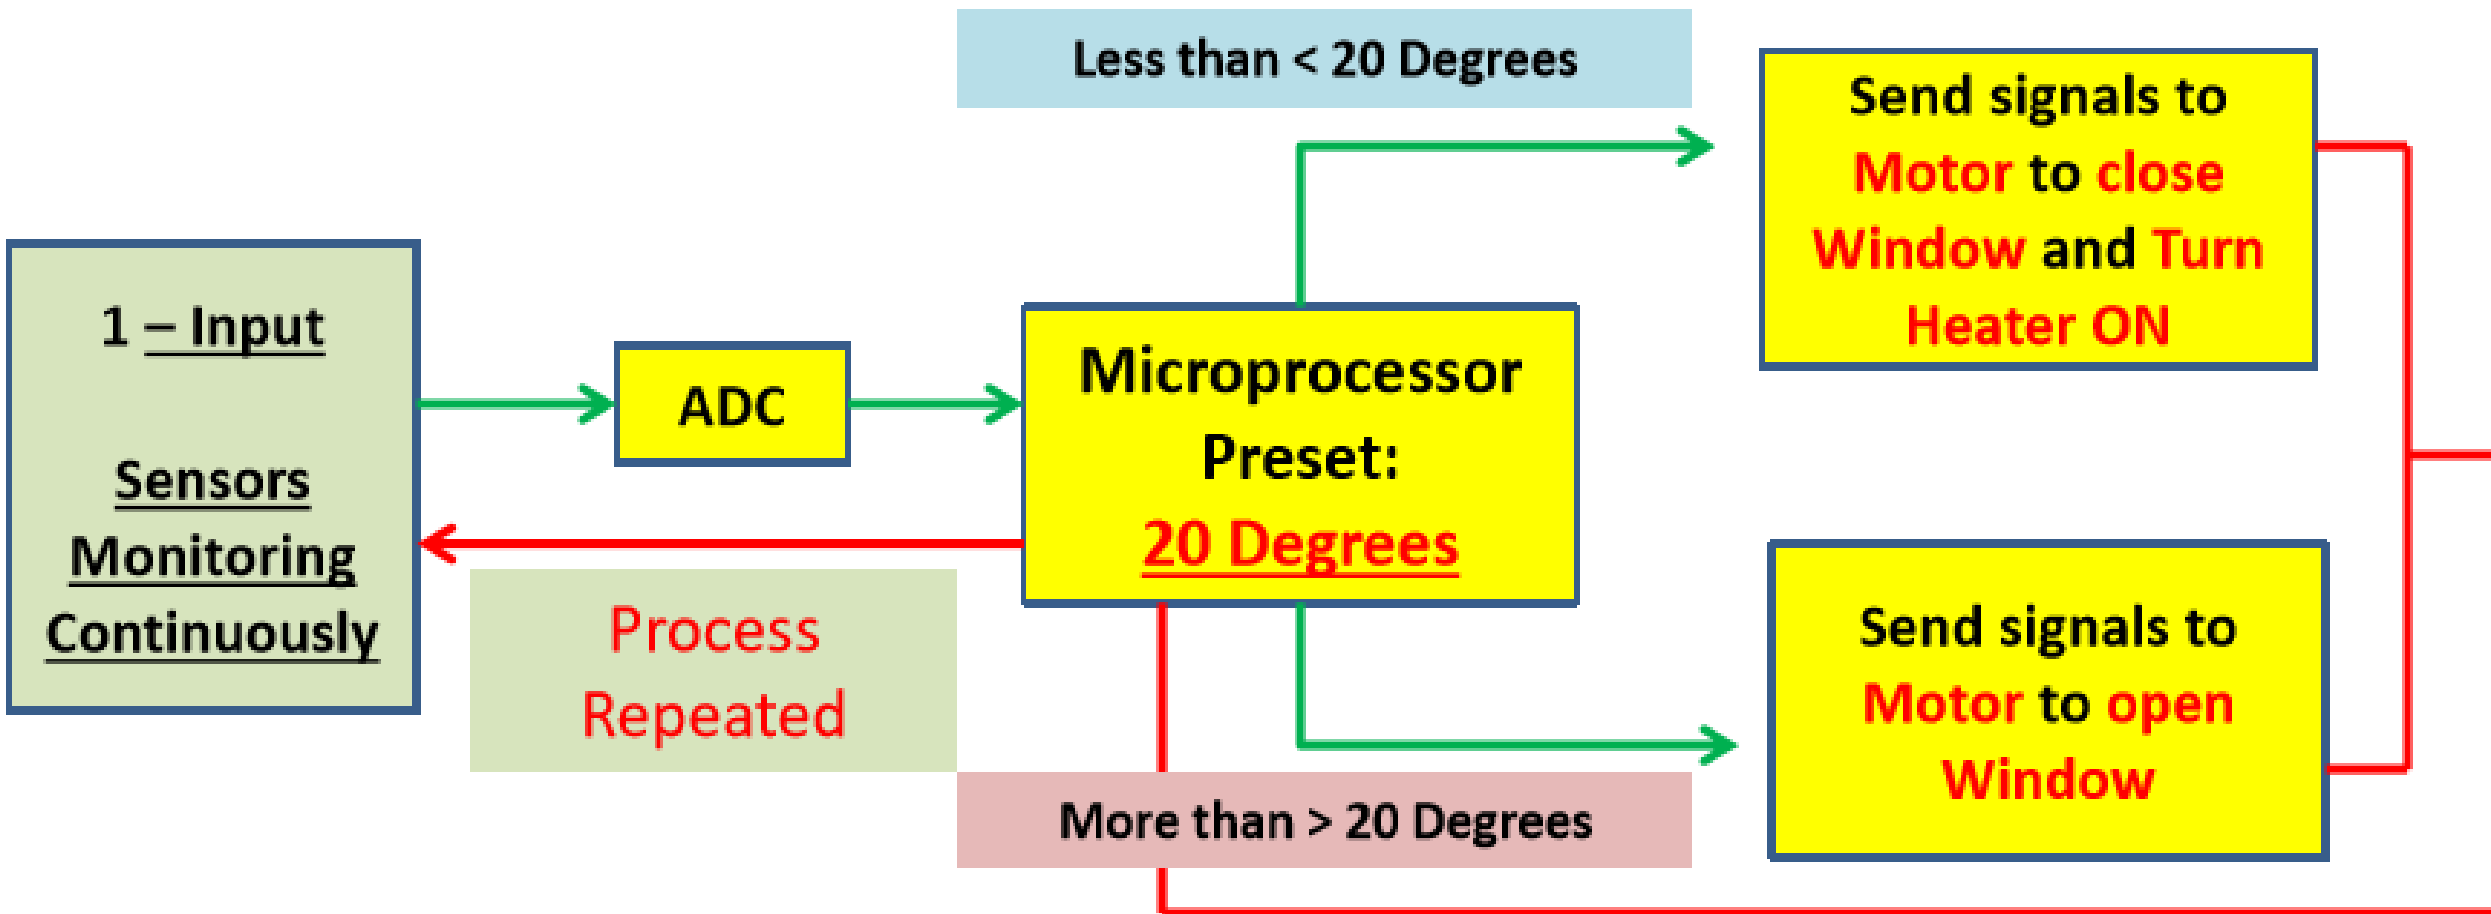 Less than < 20 Degrees
Send signals to
Motor to close
Window and Turn
Heater ON
1 – Input
Sensors
Monitoring
Continuously
ADC
Microprocessor
Preset:
20 Degrees
Process
Repeated
More than > 20 Degrees
Send signals to
Motor to open
Window